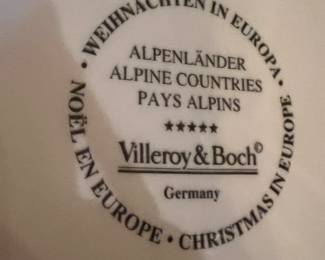 • WEIHNACHTEN IN EUROPA •
ALPENLÄNDER
ALPINE COUNTRIES
PAYS ALPINS
★★★★★
Villeroy & Boch©
Germany
NOËL EN EUROPE • CHRISTMAS IN EUROPE